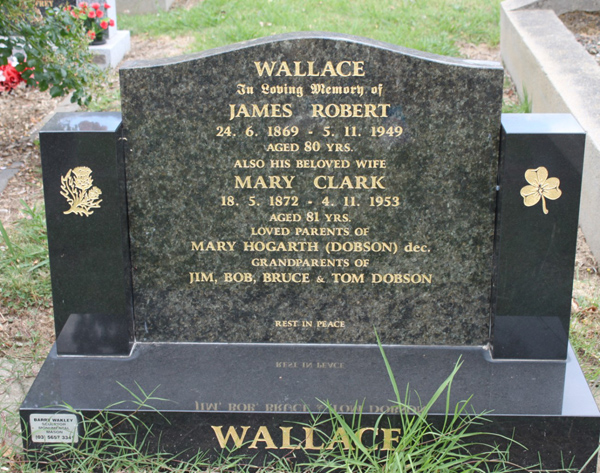 WALLACE
In Loving Memory of
JAMES ROBERT
24. 6. 1869 - 5. 11. 1949
AGED 80 YRS.
ALSO HIS BELOVED WIFE
MARY CLARK
18. 5. 1872 - 4. 11. 1953
AGED 81 YRS.
LOVED PARENTS OF
MARY HOGARTH (DOBSON) dec.
GRANDPARENTS OF
JIM, BOB, BRUCE & TOM DOBSON
REST IN PEACE
WALLACE
MONUMENTAL
MASON